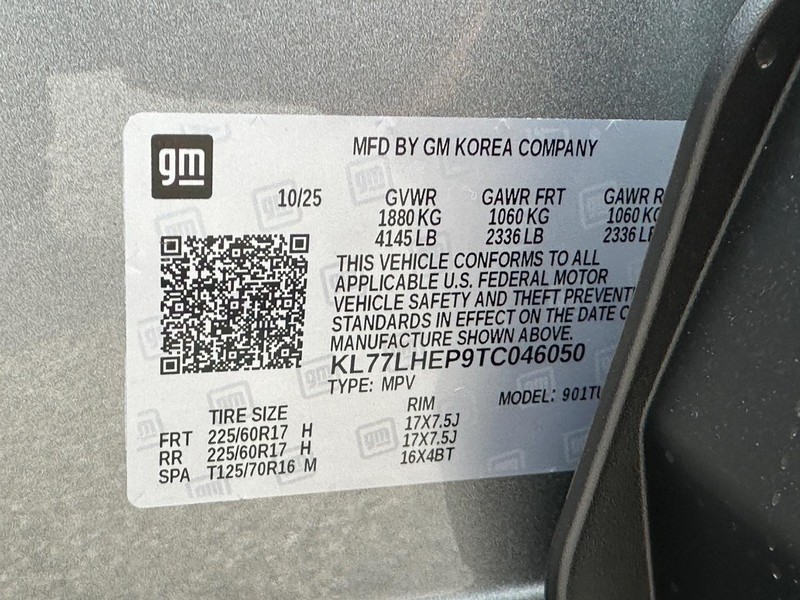 gm
MFD BY GM KOREA COMPANY
10/25 GVWR GAWR FRT GAWR
1880 KG 1060 KG 1060 KG
4145 LB 2336 LB 2336 LB
THIS VEHICLE CONFORMS TO ALL
APPLICABLE U.S. FEDERAL MOTOR
VEHICLE SAFETY AND THEFT
STANDARDS IN EFFECT ON THE DATE
MANUFACTURE SHOWN ABOVE.
KL77LHEP9TC046050
TYPE: MPV MODEL:
TIRE SIZE RIM
FRT 225/60R17 H 17X7.5J
RR 225/60R17 H 17X7.5J
SPA T125/70R16 M 16X4BT